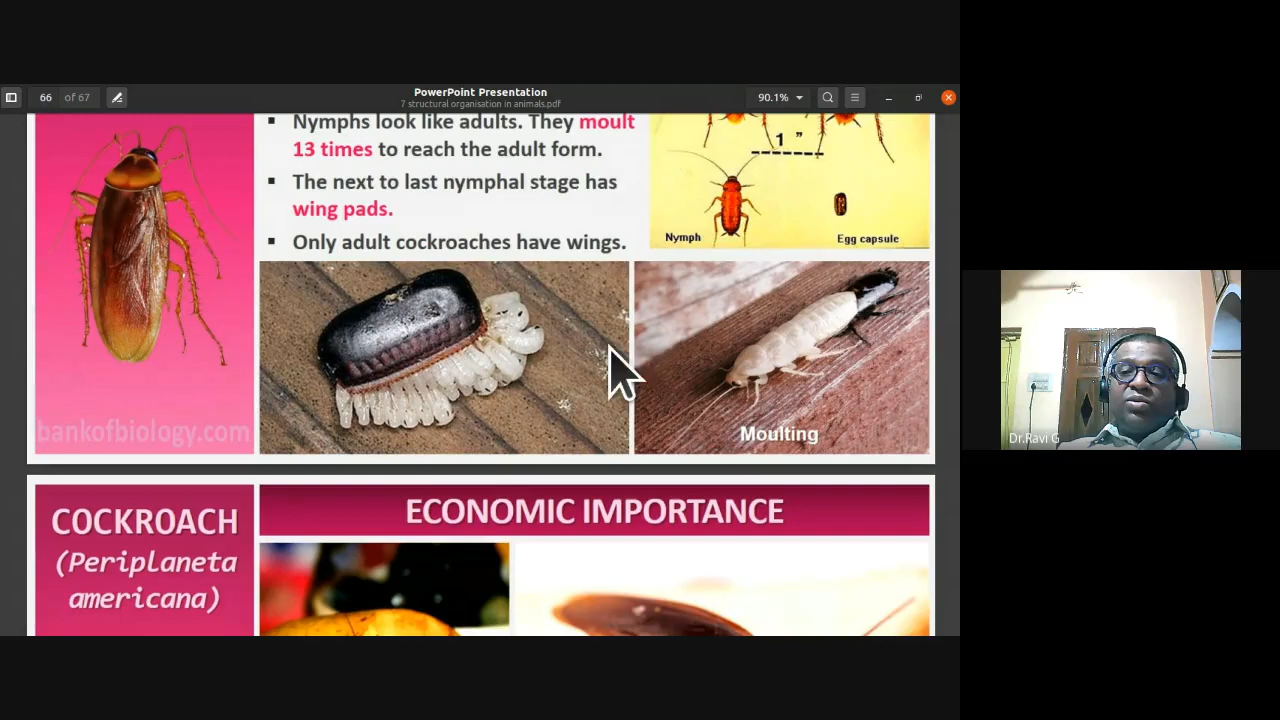 66 of 67
PowerPoint Presentation
7 structural organisation in animals.pdf
90.1%
▪ Nymphs look like adults. They moult
13 times to reach the adult form.
▪ The next to last nymphal stage has
wing pads.
▪ Only adult cockroaches have wings.
1 ”
Nymph
Egg capsule
bankofbiology.com
Moulting
COCKROACH
(Periplaneta
americana)
ECONOMIC IMPORTANCE
Dr.Ravi G